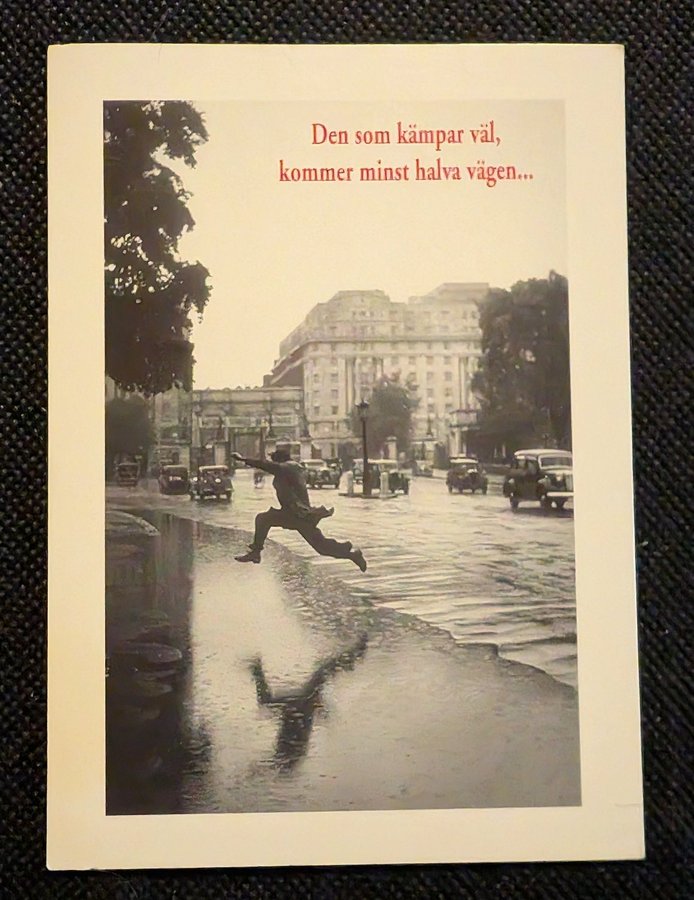 Den som kämpar väl,
kommer minst halva vägen...